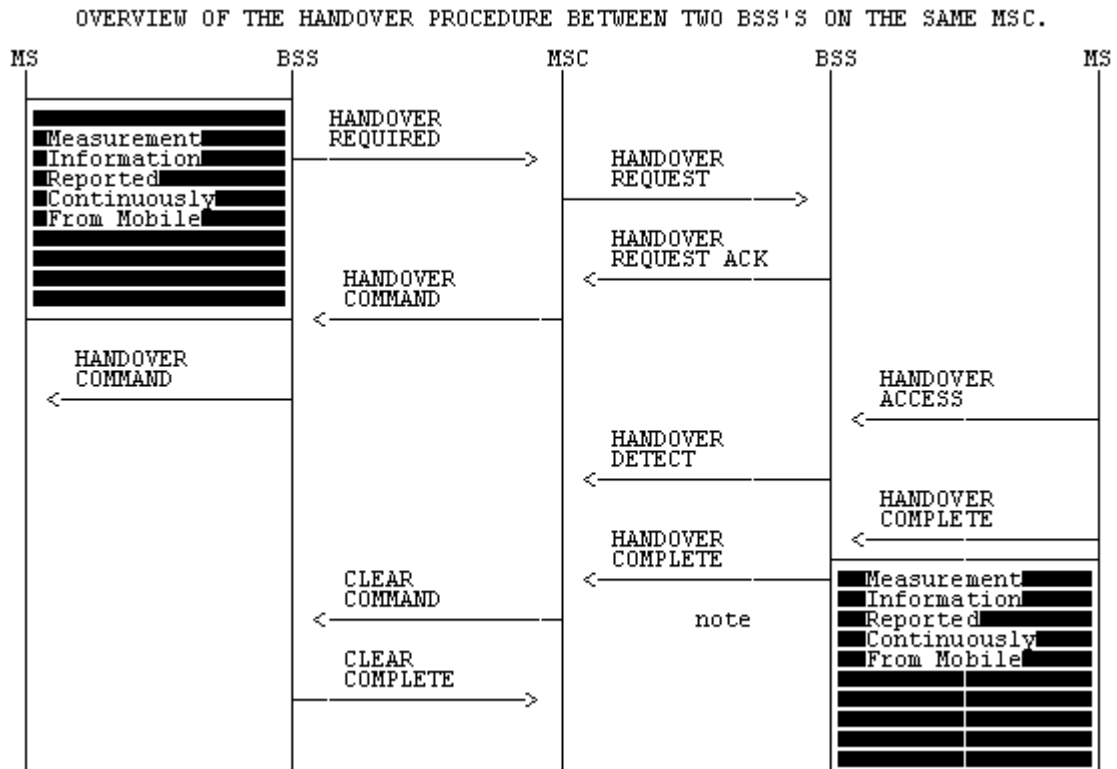 OVERVIEW OF THE HANDOVER PROCEDURE BETWEEN TWO BSS'S ON THE SAME MSC.
MS BSS MSC BSS MS
HANDOVER
REQUIRED
Measurement
Information
Reported
Continuously
From Mobile
HANDOVER
REQUEST
HANDOVER
REQUEST ACK
HANDOVER
COMMAND
HANDOVER
COMMAND
HANDOVER
ACCESS
HANDOVER
DETECT
HANDOVER
COMPLETE
HANDOVER
COMPLETE
CLEAR
COMMAND
note
Measurement
Information
Reported
Continuously
From Mobile
CLEAR
COMPLETE